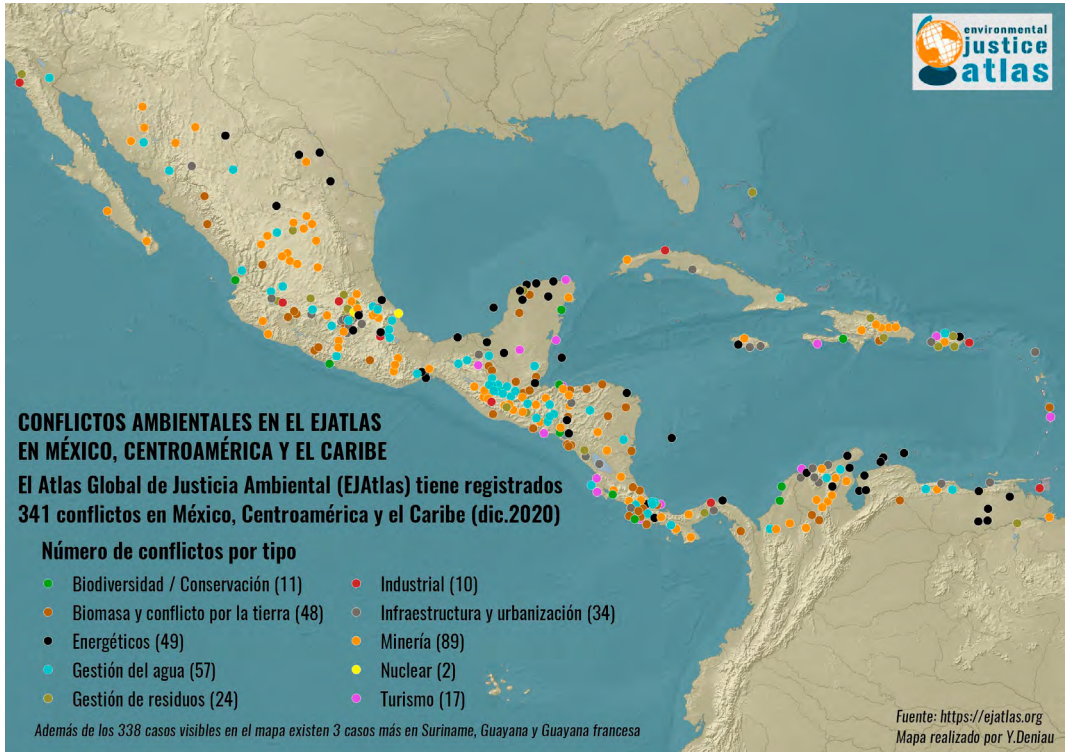 environmental
justice
atlas
CONFLICTOS AMBIENTALES EN EL EJATLAS
EN MÉXICO, CENTROAMÉRICA Y EL CARIBE
El Atlas Global de Justicia Ambiental (EJAtlas) tiene registrados
341 conflictos en México, Centroamérica y el Caribe (dic.2020)
Número de conflictos por tipo
Biodiversidad / Conservación (11)
Biomasa y conflicto por la tierra (48)
Energéticos (49)
Gestión del agua (57)
Gestión de residuos (24)
Industrial (10)
Infraestructura y urbanización (34)
Minería (89)
Nuclear (2)
Turismo (17)
Además de los 338 casos visibles en el mapa existen 3 casos más en Suriname, Guayana y Guayana francesa
Fuente: https://ejatlas.org
Mapa realizado por Y.Deniau